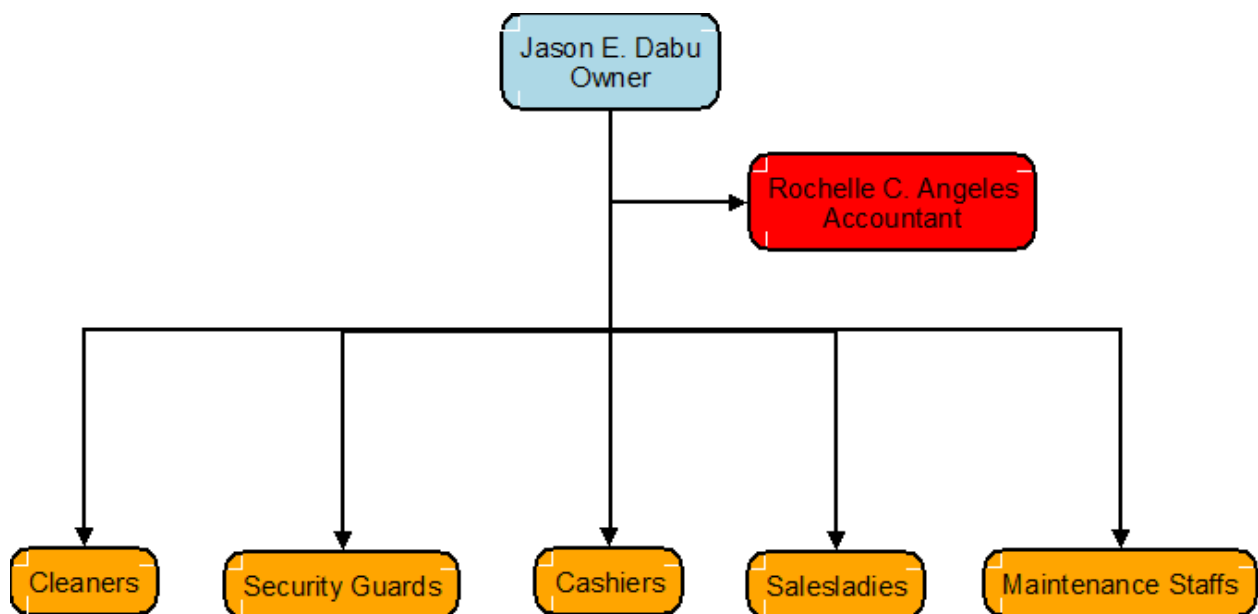 Jason E. Dabu
Owner
Rochelle C. Angeles
Accountant
Cleaners
Security Guards
Cashiers
Salesladies
Maintenance Staffs